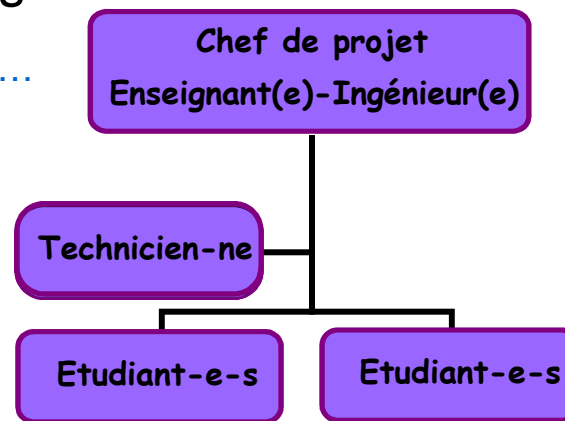 ...
Chef de projet
Enseignant(e)-Ingénieur(e)
Technicien-ne
Etudiant-e-s
Etudiant-e-s